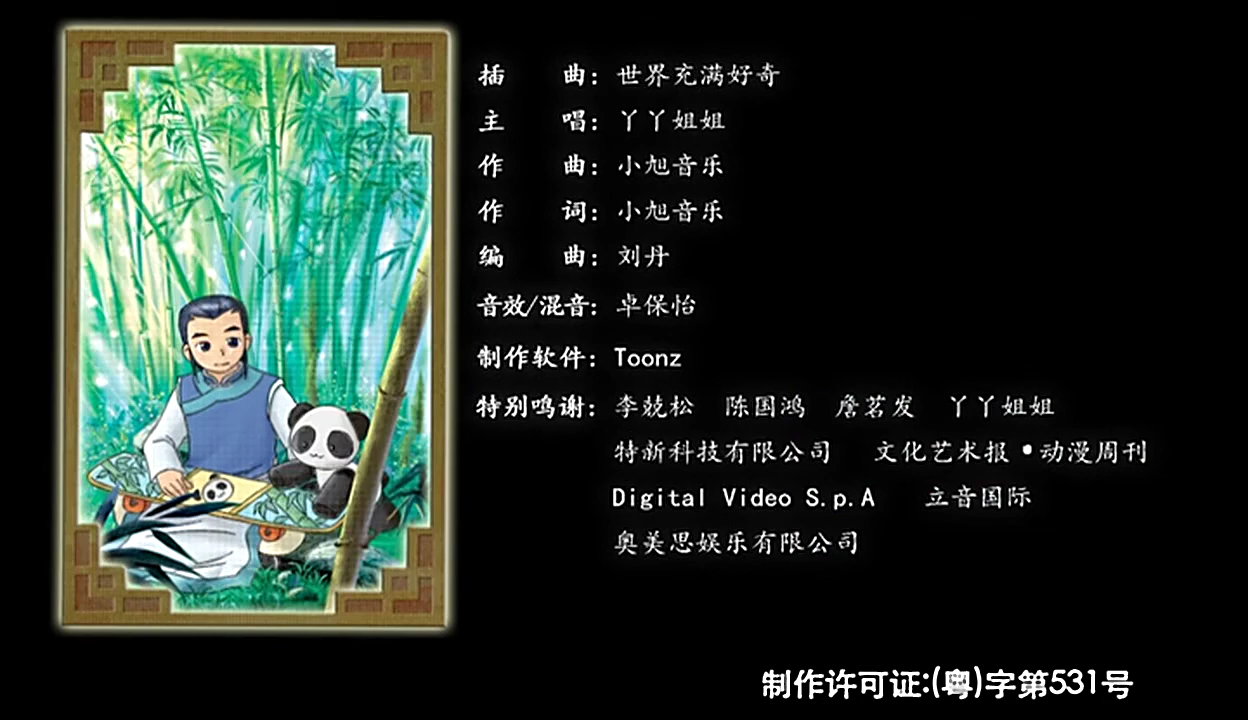 插 曲：世界充满好奇
主 唱：丫丫姐姐
作 曲：小旭音乐
作 词：小旭音乐
编 曲：刘丹
音效/混音：卓保怡
制作软件：Toonz
特别鸣谢：李兢松 陈国鸿 詹茗发 丫丫姐姐
特新科技有限公司 文化艺术报•动漫周刊
Digital Video S.p.A 立音国际
奥美思娱乐有限公司
制作许可证:(粤)字第531号